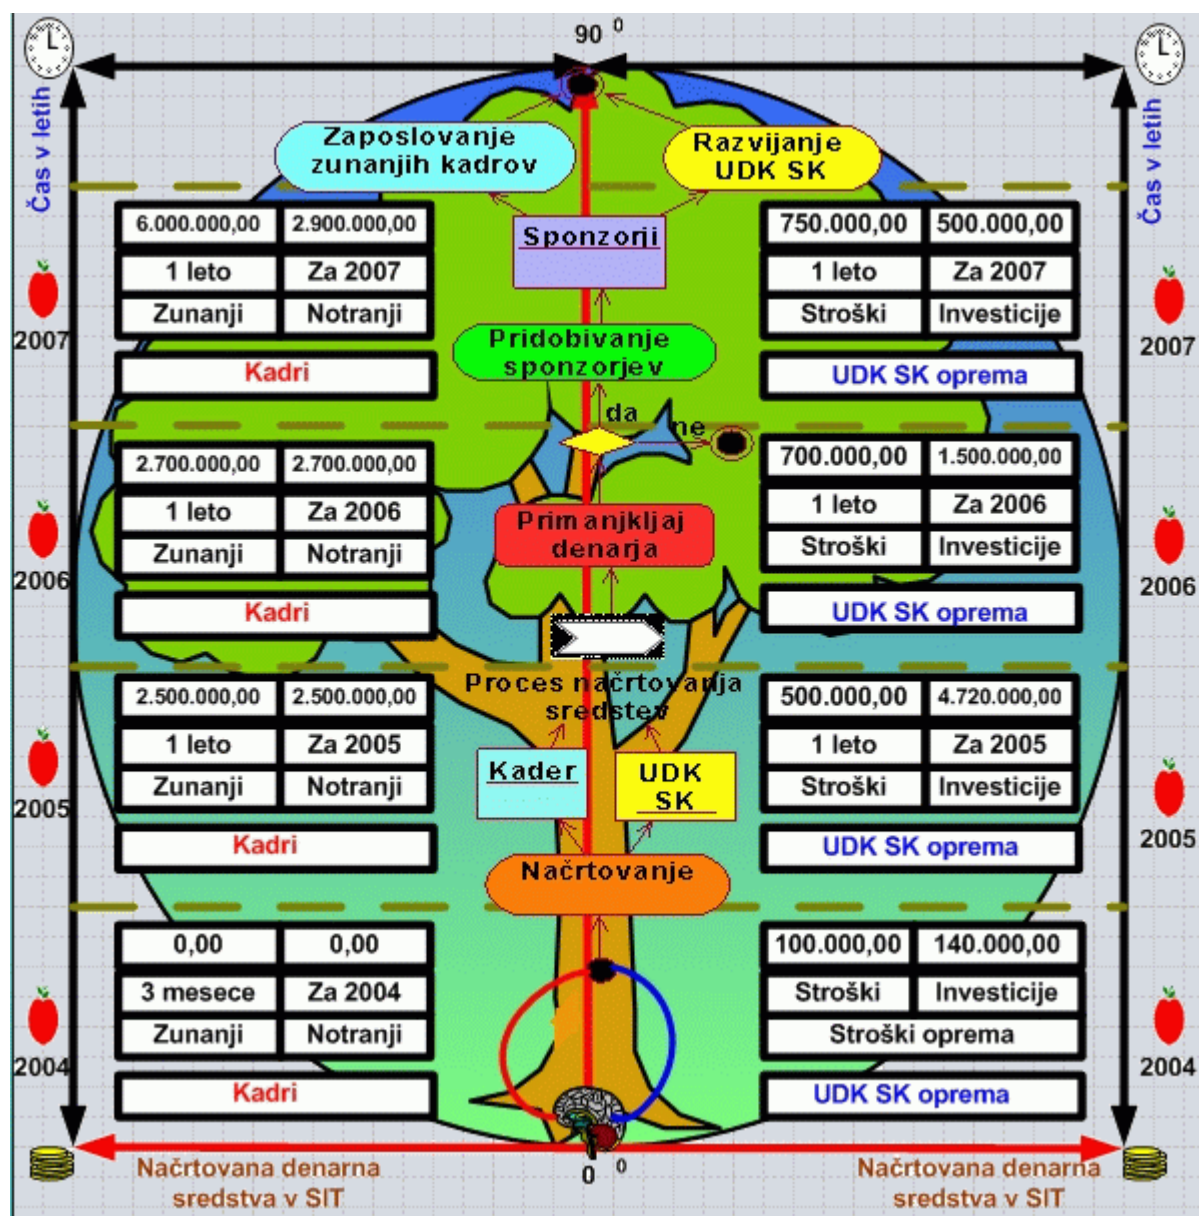 90 0
Čas v letih
Čas v letih
Zaposlovanje
zunanjih kadrov
Razvijanje
UDK SK
6.000.000,00 2.900.000,00
1 leto Za 2007
Zunanji Notranji
Kadri
2007
Sponzorji
Pridobivanje
sponzorjev
750.000,00 500.000,00
1 leto Za 2007
Stroški Investicije
UDK SK oprema
2007
da
ne
2.700.000,00 2.700.000,00
1 leto Za 2006
Zunanji Notranji
Kadri
2006
Primanjkljaj
denarja
700.000,00 1.500.000,00
1 leto Za 2006
Stroški Investicije
UDK SK oprema
2006
Proces načrtovanja
sredstev
2.500.000,00 2.500.000,00
1 leto Za 2005
Zunanji Notranji
Kadri
2005
Kader
UDK
SK
Načrtovanje
500.000,00 4.720.000,00
1 leto Za 2005
Stroški Investicije
UDK SK oprema
2005
0,00 0,00
3 mesece Za 2004
Zunanji Notranji
Kadri
2004
100.000,00 140.000,00
Stroški Investicije
Stroški oprema
UDK SK oprema
2004
Načrtovana denarna
sredstva v SIT
0 0
Načrtovana denarna
sredstva v SIT